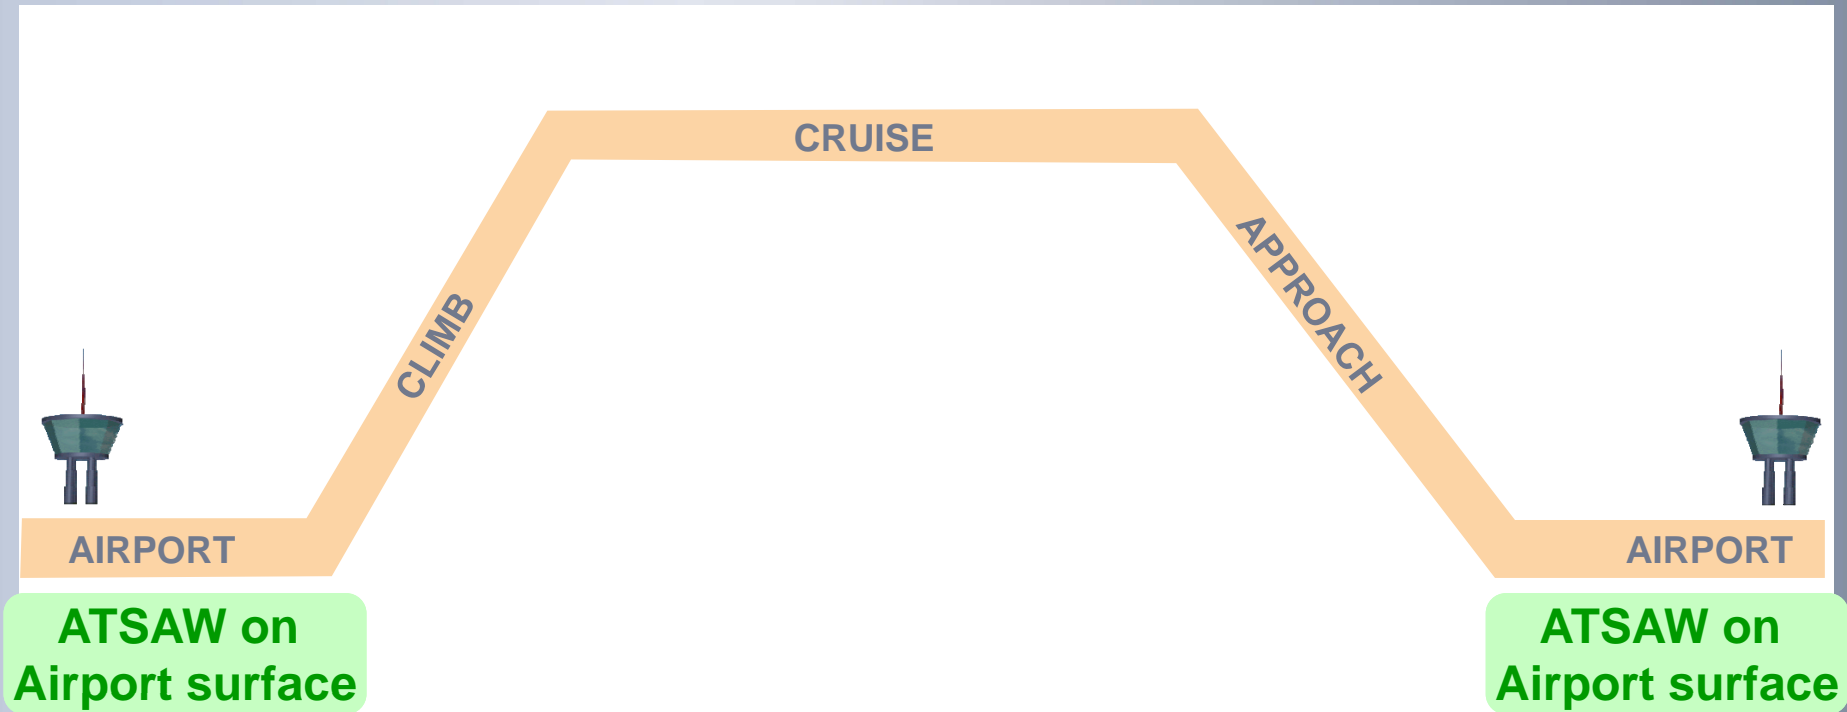 CRUISE
CLIMB
APPROACH
AIRPORT
AIRPORT
ATSAW on
Airport surface
ATSAW on
Airport surface